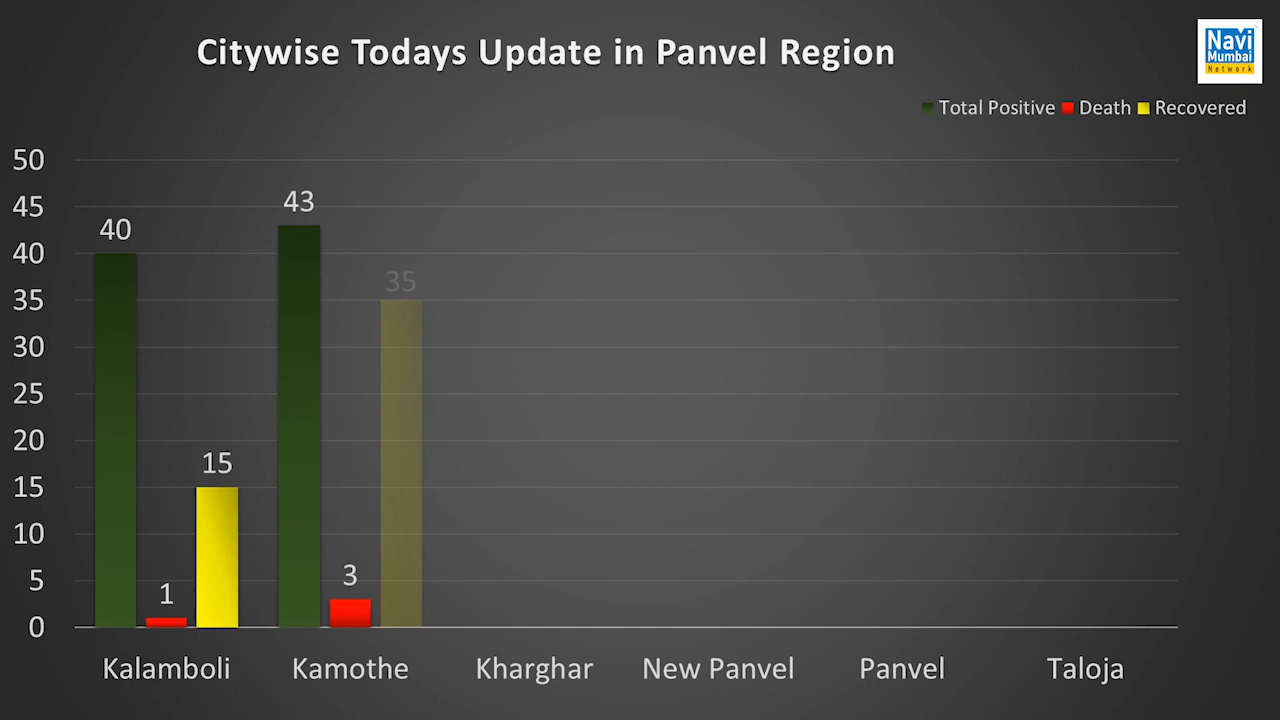 Citywise Todays Update in Panvel Region
Navi
Mumbai
Network
Total Positive Death Recovered
50
45
40
35
30
25
20
15
10
5
0
40
1
15
43
3
35
Kalamboli Kamothe Kharghar New Panvel Panvel Taloja